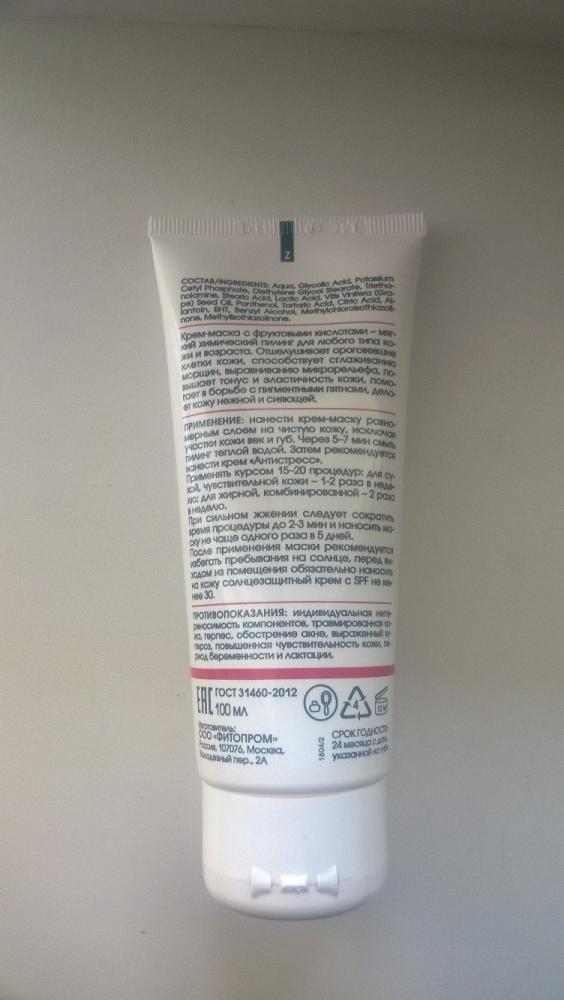 Z
СОСТАВ/INGREDIENTS: Aqua, Glycolic Acid, Potassium
Cetyl Phosphate, Diethylene Glycol Stearate, Trietha-
nolamine, Stearic Acid, Lactic Acid, Vitis Vinifera (Gra-
pe) Seed Oil, Panthenol, Tartaric Acid, Citric Acid, Al-
lantoin, BHT, Benzyl Alcohol, Methylchloroisothiazoli-
none, Methylisothiazolinone.
Крем-маска с фруктовыми кислотами – мяг-
кий химический пилинг для любого типа ко-
жи и возраста. Отшелушивает ороговевшие
клетки кожи, способствует сглаживанию
морщин, выравниванию микрорельефа, по-
вышает тонус и эластичность кожи, помо-
гает в борьбе с пигментными пятнами, дела-
ет кожу нежной и сияющей.
ПРИМЕНЕНИЕ: нанести крем-маску равно-
мерным слоем на чистую кожу, исключая
участки кожи век и губ. Через 5–7 мин смыть
пилинг теплой водой. Затем рекомендуется
нанести крем «Антистресс».
Применять курсом 15–20 процедур: для су-
хой, чувствительной кожи – 1-2 раза в неде-
лю; для жирной, комбинированной – 2 раза
в неделю.
При сильном жжении следует сократить
время процедуры до 2-3 мин и наносить ма-
ску не чаще одного раза в 5 дней.
После применения маски рекомендуется
избегать пребывания на солнце, перед вы-
ходом из помещения обязательно наносить
на кожу солнцезащитный крем с SPF не ме-
нее 30.
ПРОТИВОПОКАЗАНИЯ: индивидуальная непе-
реносимость компонентов, травмированная ко-
жа, герпес, обострение акне, выраженный ку-
пероз, повышенная чувствительность кожи, пе-
риод беременности и лактации.
EAC ГОСТ 31460-2012
100 МЛ
4
12 M
Изготовитель:
ООО «ФИТОПРОМ»
Россия, 107076, Москва,
Колодезный пер., 2А
1804/2
СРОК ГОДНОСТИ
24 месяца с даты,
указанной на тубе